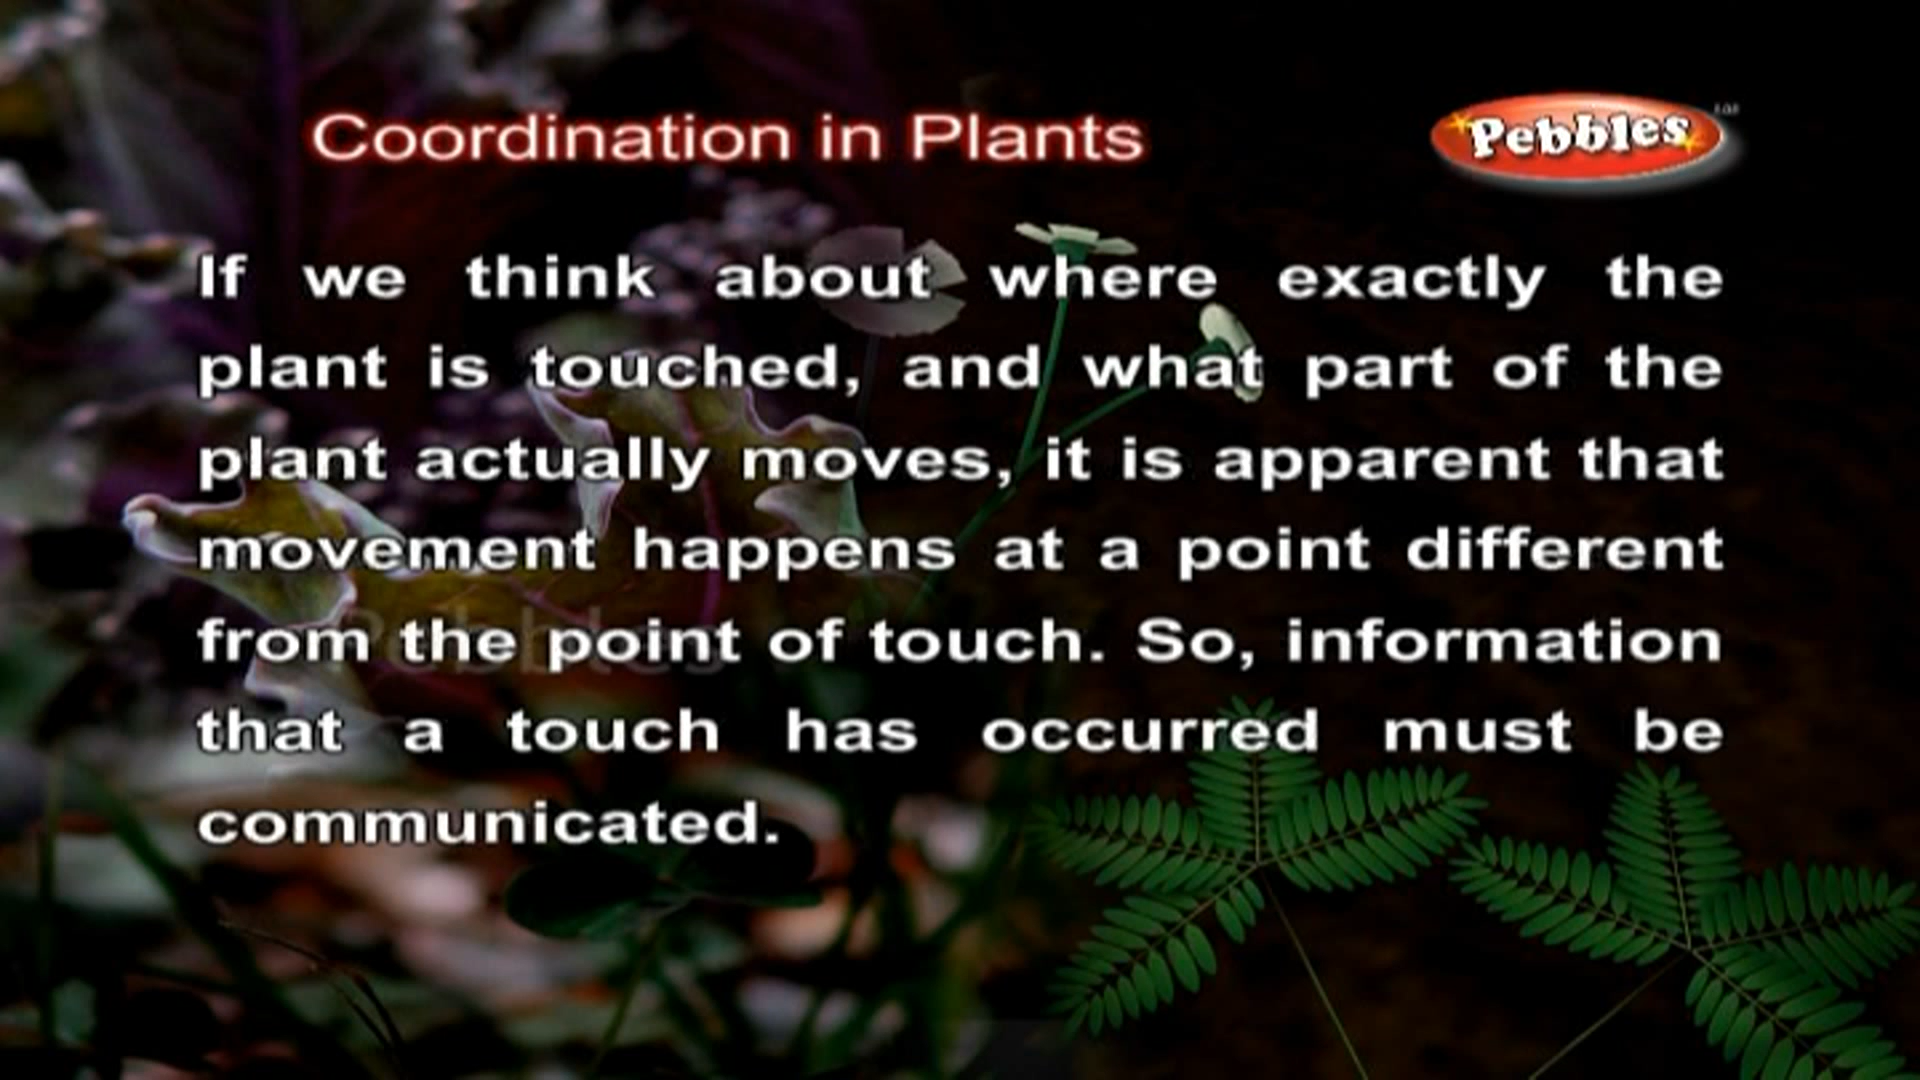 Coordination in Plants
Pebbles
If we think about where exactly the
plant is touched, and what part of the
plant actually moves, it is apparent that
movement happens at a point different
from the point of touch. So, information
that a touch has occurred must be
communicated.
Pebbles